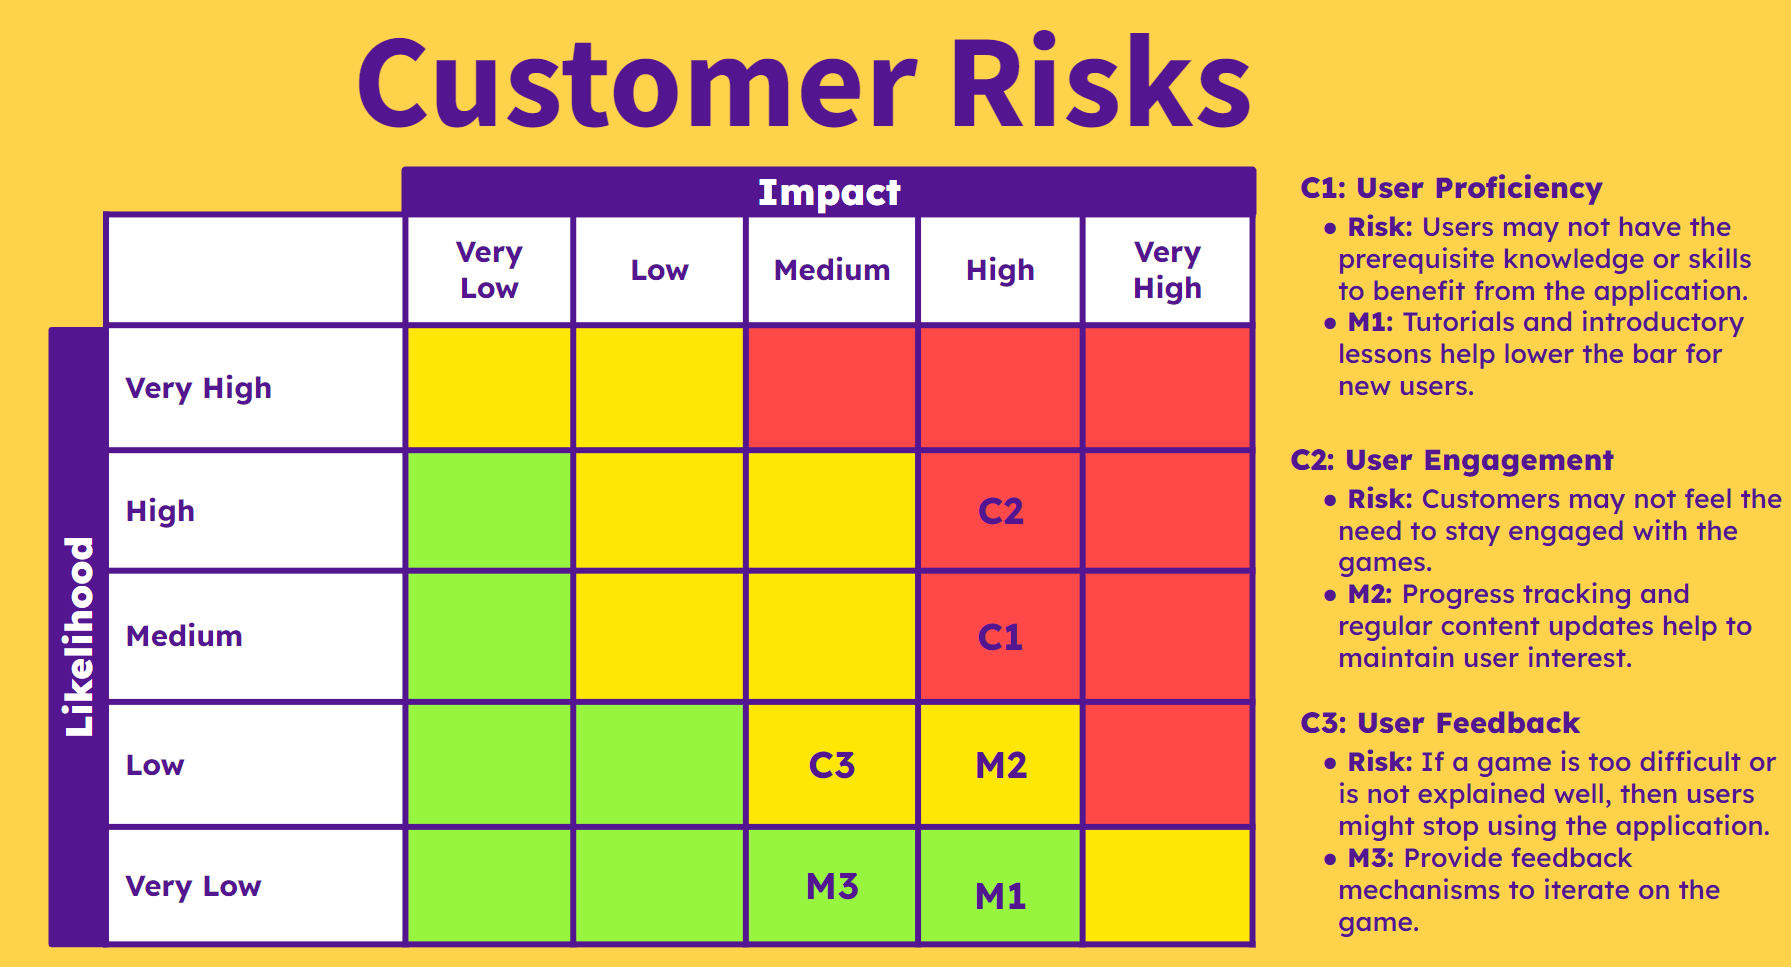 Customer Risks
Impact
Very
Low
Low
Medium
High
Very
High
Likelihood
Very High
High
C2
Medium
C1
Low
C3
M2
Very Low
M3
M1
C1: User Proficiency
• Risk: Users may not have the
prerequisite knowledge or skills
to benefit from the application.
• M1: Tutorials and introductory
lessons help lower the bar for
new users.
C2: User Engagement
• Risk: Customers may not feel the
need to stay engaged with the
games.
• M2: Progress tracking and
regular content updates help to
maintain user interest.
C3: User Feedback
• Risk: If a game is too difficult or
is not explained well, then users
might stop using the application.
• M3: Provide feedback
mechanisms to iterate on the
game.